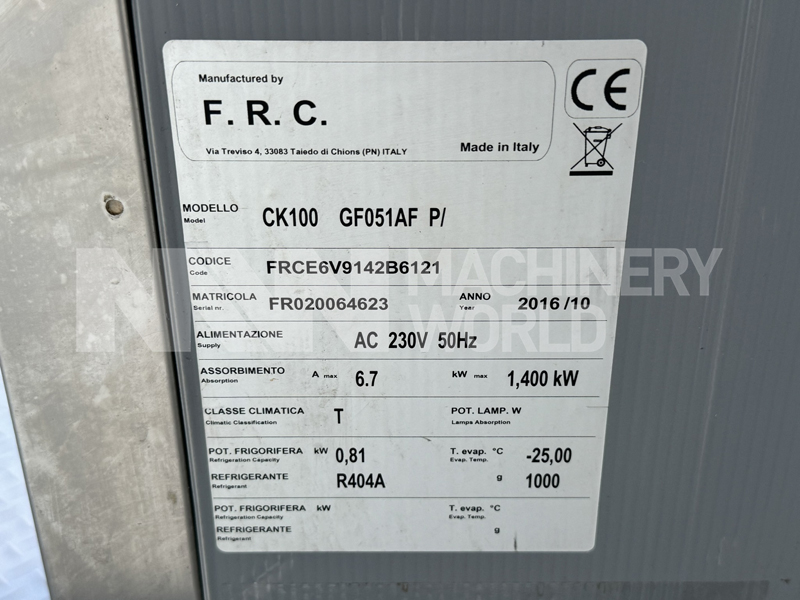 Manufactured by
F. R. C.
Via Treviso 4, 33083 Taiedo di Chions (PN) ITALY
Made in Italy
CE
MODELLO CK100 GF051AF P/
Model
CODICE FRCE6V9142B6121
Code
MATRICOLA FR020064623 ANNO 2016/10
Serial nr. Year
ALIMENTAZIONE AC 230V 50Hz
Supply
ASSORBIMENTO A max 6.7 kW max 1,400 kW
Absorption
CLASSE CLIMATICA T POT. LAMP. W
Climatic Classification Lamps Absorption
POT. FRIGORIFERA kW 0,81 T. evap. °C -25,00
Refrigeration Capacity Evap. Temp.
REFRIGERANTE R404A g 1000
Refrigerant
POT. FRIGORIFERA kW T. evap. °C
Refrigeration Capacity Evap. Temp.
REFRIGERANTE g
Refrigerant
MACHINERY
WORLD